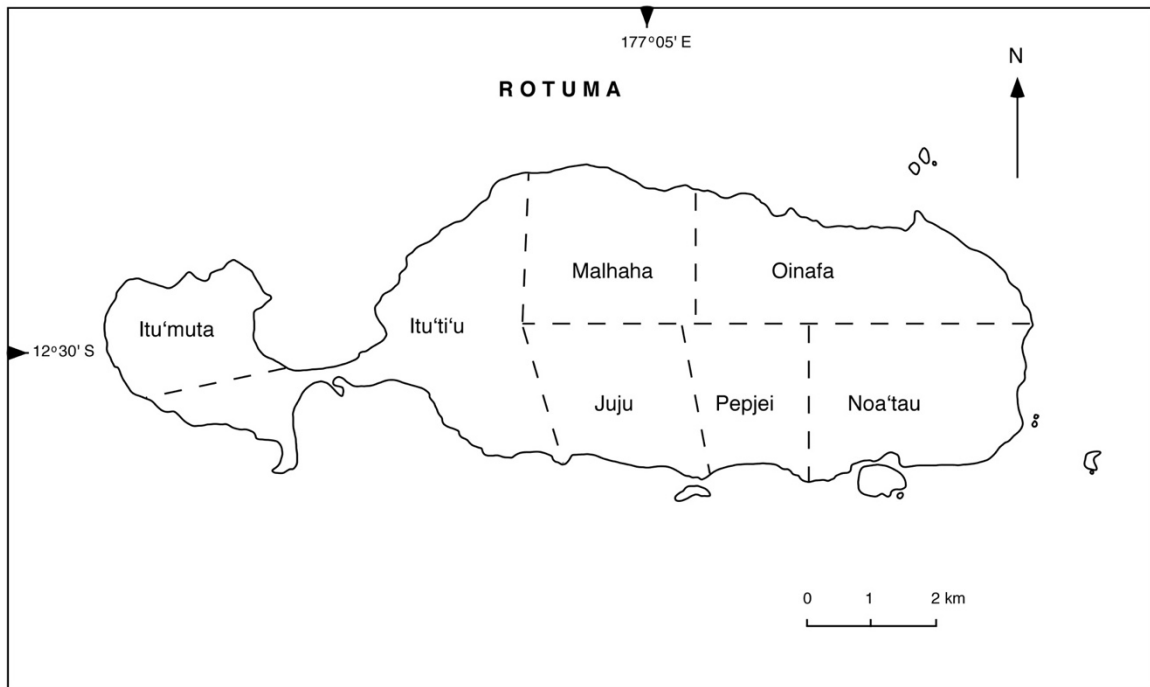 177°05' E
N
ROTUMA
Malhaha
Oinafa
Itu‘muta
Itu‘ti‘u
12°30' S
Juju
Pepjei
Noa‘tau
0 1 2 km